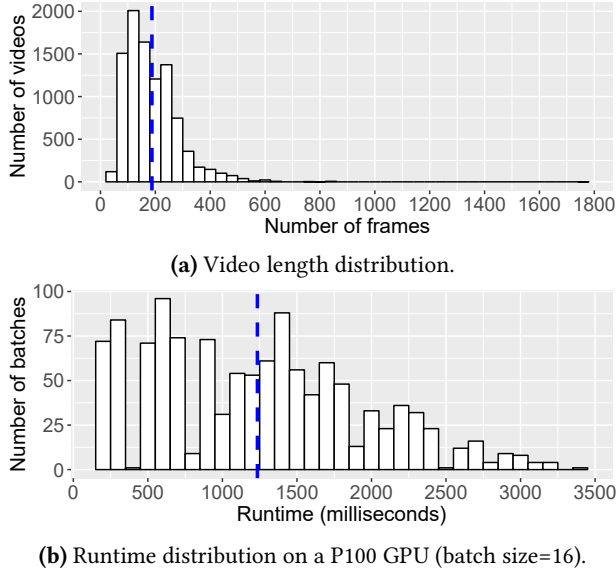 Number of videos
2000
1500
1000
500
0
0 200 400 600 800 1000 1200 1400 1600 1800
Number of frames
(a) Video length distribution.
Number of batches
100
75
50
25
0
0 500 1000 1500 2000 2500 3000 3500
Runtime (milliseconds)
(b) Runtime distribution on a P100 GPU (batch size=16).